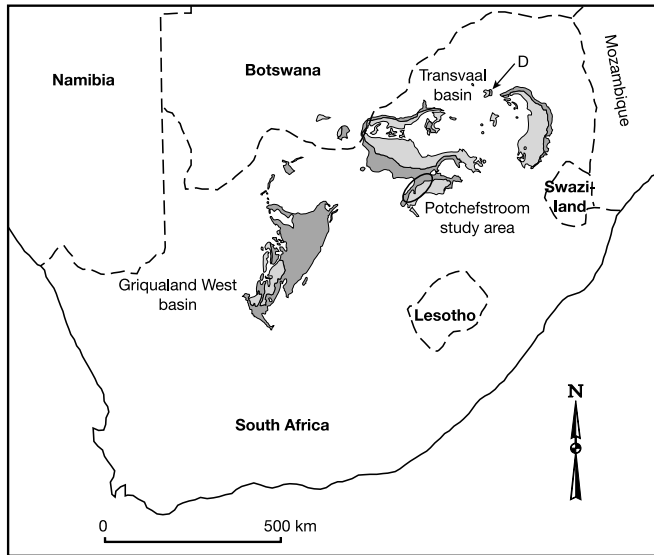 Namibia
Botswana
Transvaal
basin
D
Mozambique
Swazi-
land
Potchefstroom
study area
Griqualand West
basin
Lesotho
South Africa
N
0
500 km